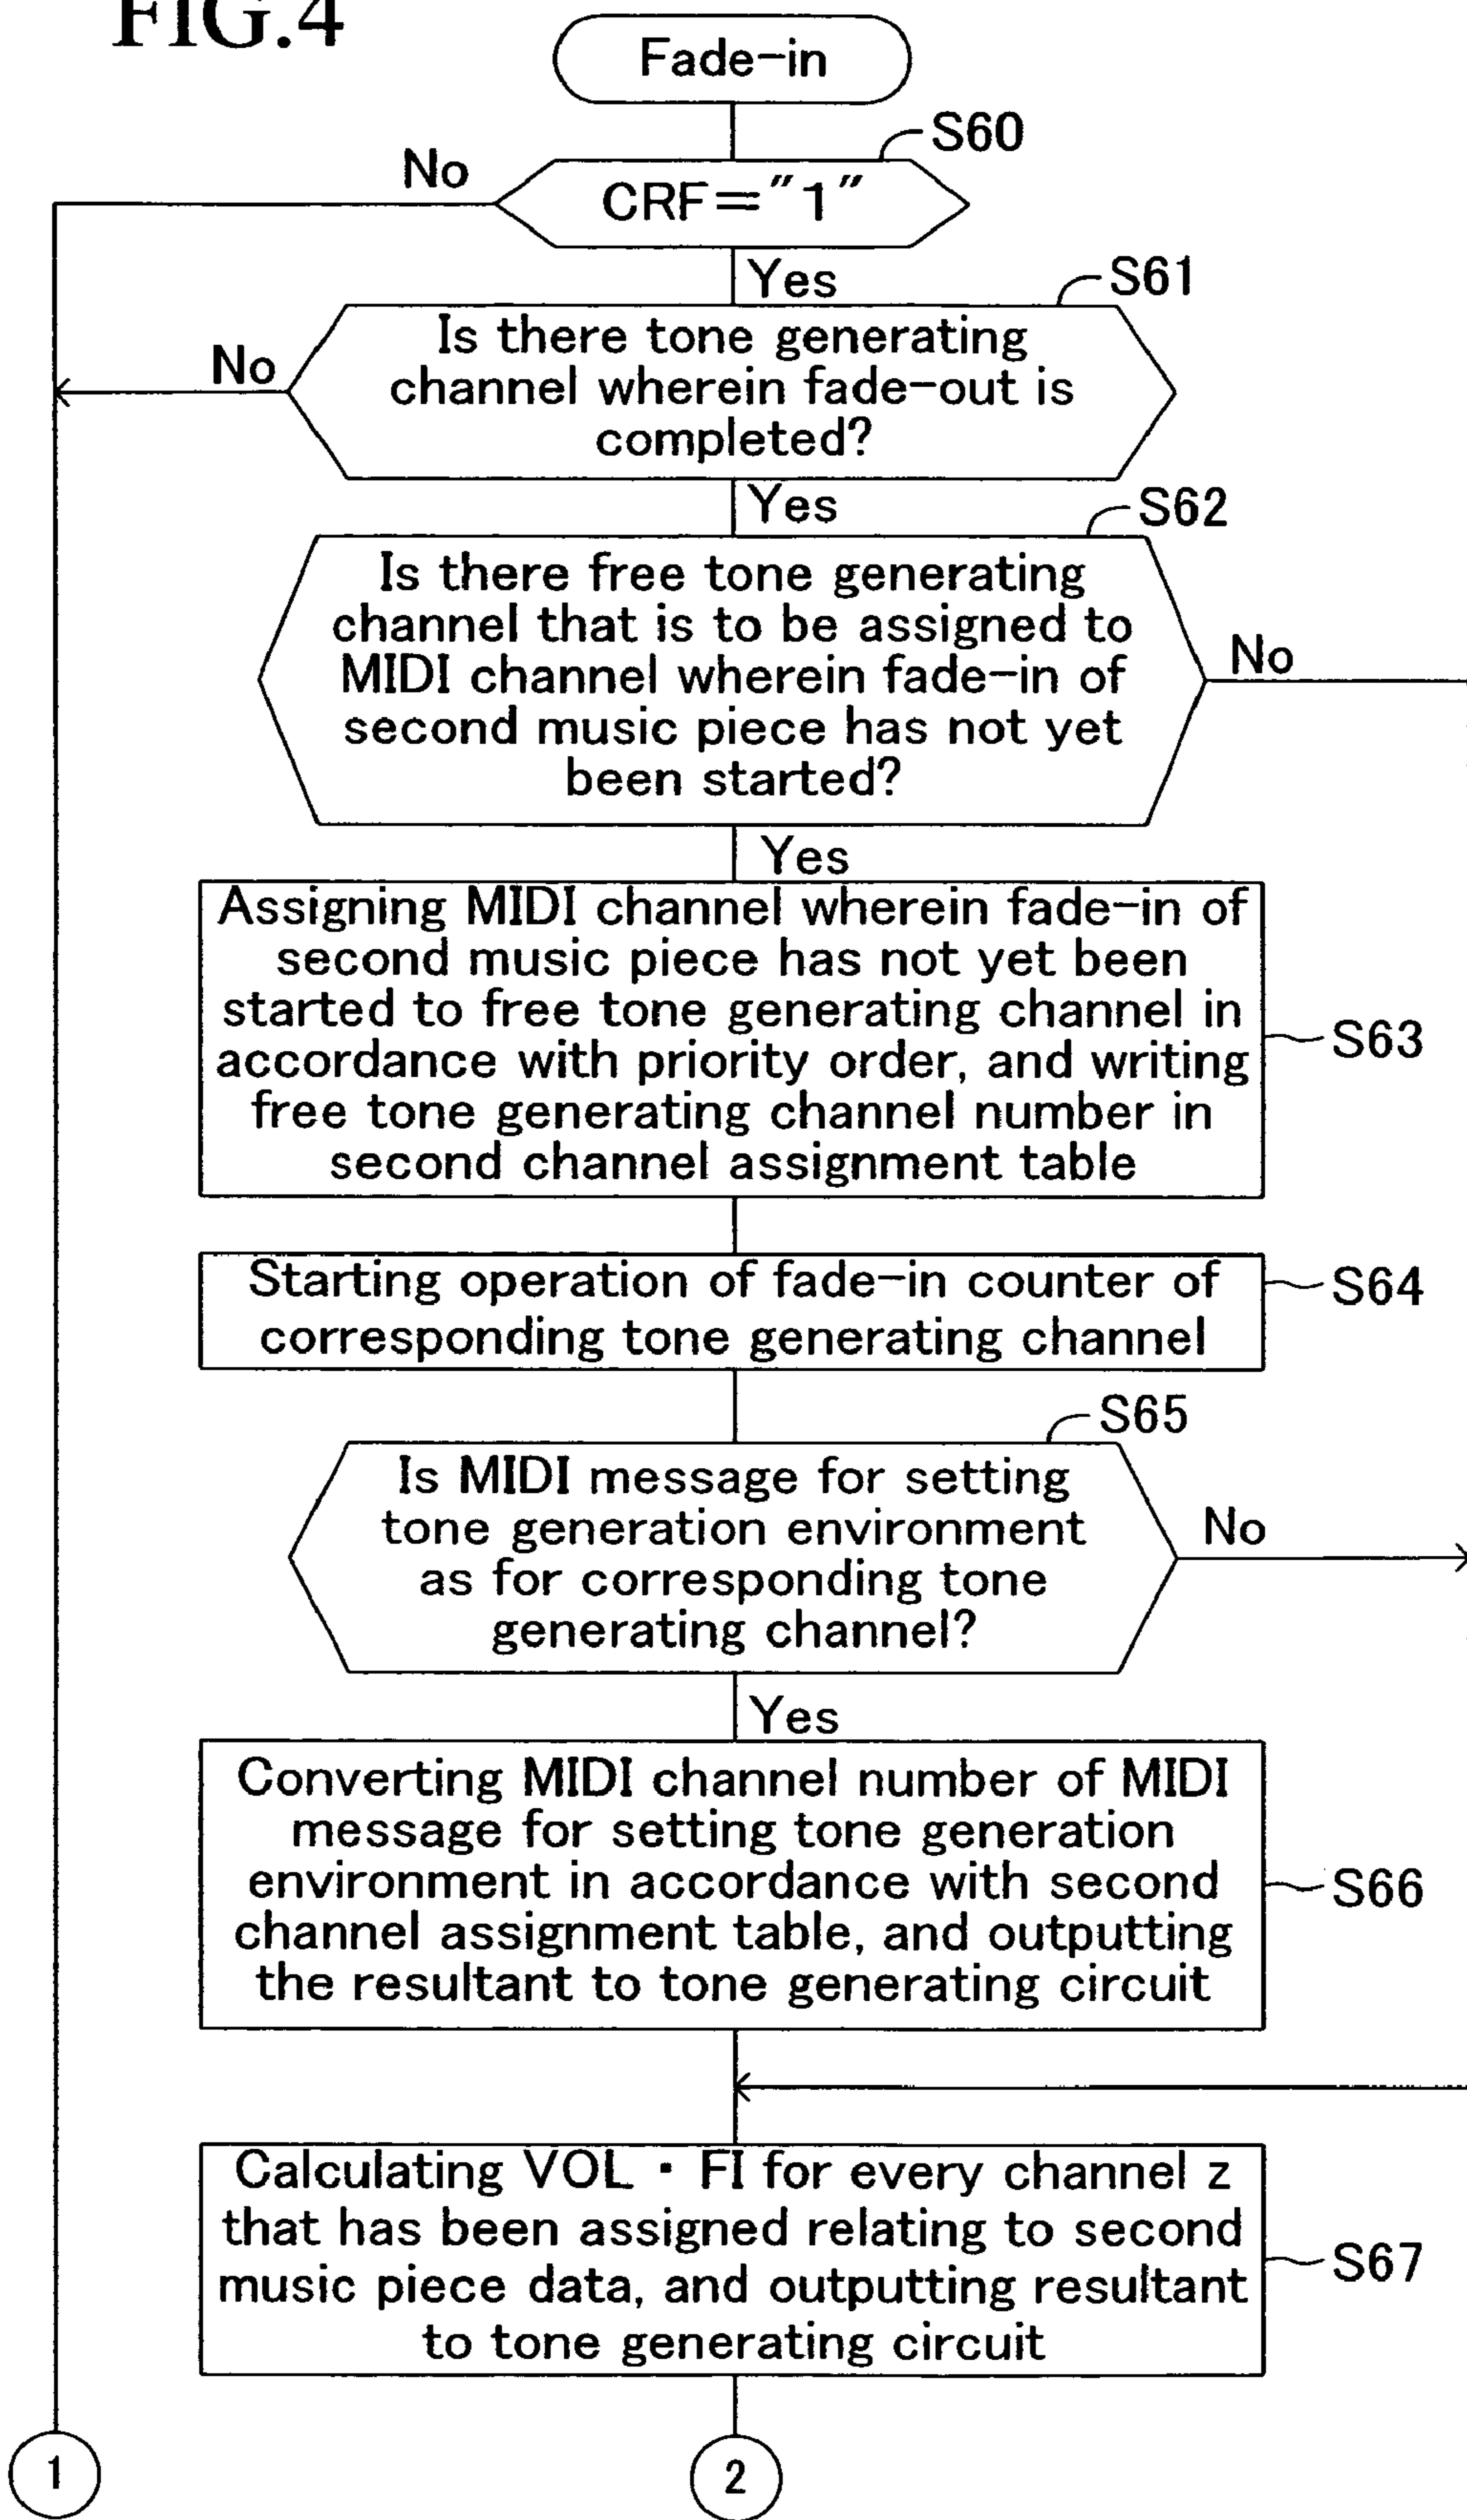 FIG.4
Fade-in
S60
No
CRF="1"
Yes
S61
Is there tone generating
channel wherein fade-out is
completed?
No
Yes
S62
Is there free tone generating
channel that is to be assigned to
MIDI channel wherein fade-in of
second music piece has not yet
been started?
No
Yes
Assigning MIDI channel wherein fade-in of
second music piece has not yet been
started to free tone generating channel in
accordance with priority order, and writing
free tone generating channel number in
second channel assignment table
S63
Starting operation of fade-in counter of
corresponding tone generating channel
S64
S65
Is MIDI message for setting
tone generation environment
as for corresponding tone
generating channel?
No
Yes
Converting MIDI channel number of MIDI
message for setting tone generation
environment in accordance with second
channel assignment table, and outputting
the resultant to tone generating circuit
S66
Calculating VOL・FI for every channel z
that has been assigned relating to second
music piece data, and outputting resultant
to tone generating circuit
S67
1
2